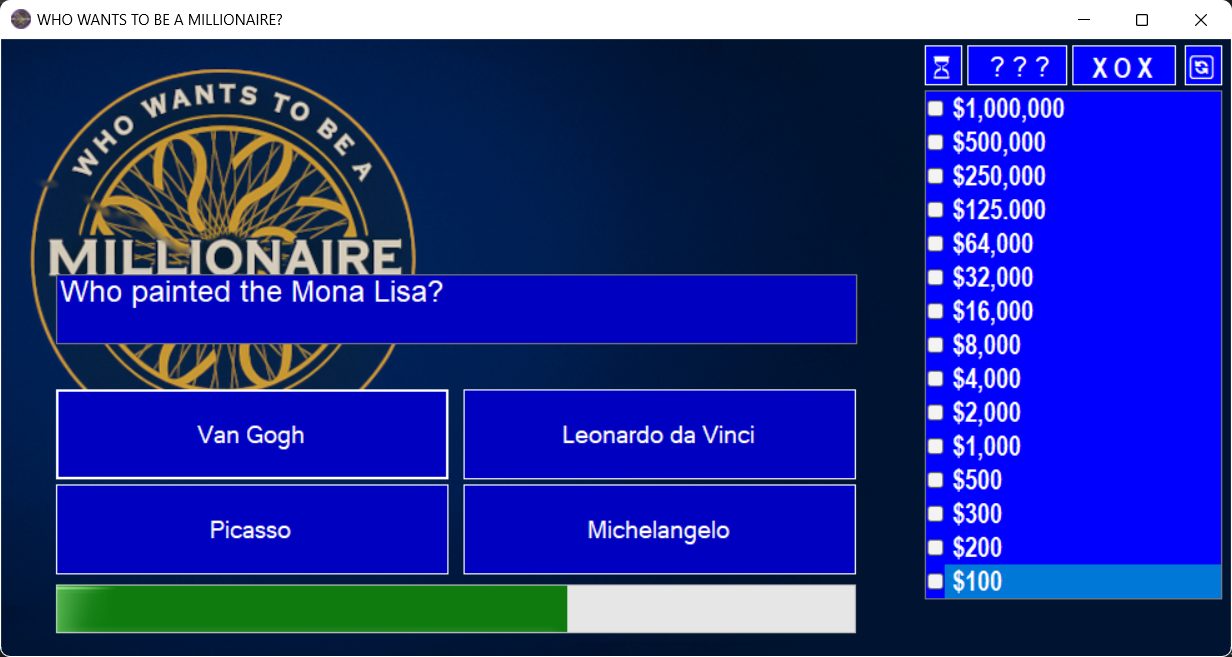 WHO WANTS TO BE A MILLIONAIRE?
WHO WANTS TO BE A
MILLIONAIRE
Who painted the Mona Lisa?
Van Gogh
Leonardo da Vinci
Picasso
Michelangelo
? ? ?
X O X
$1,000,000
$500,000
$250,000
$125.000
$64,000
$32,000
$16,000
$8,000
$4,000
$2,000
$1,000
$500
$300
$200
$100